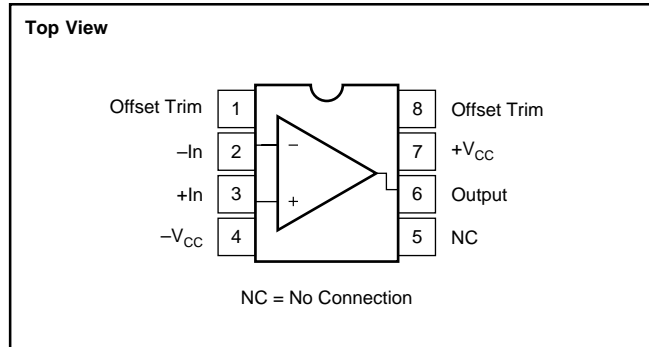 Top View
Offset Trim 1 8 Offset Trim
–In 2 − 7 +VCC
+In 3 + 6 Output
–VCC 4 5 NC
NC = No Connection